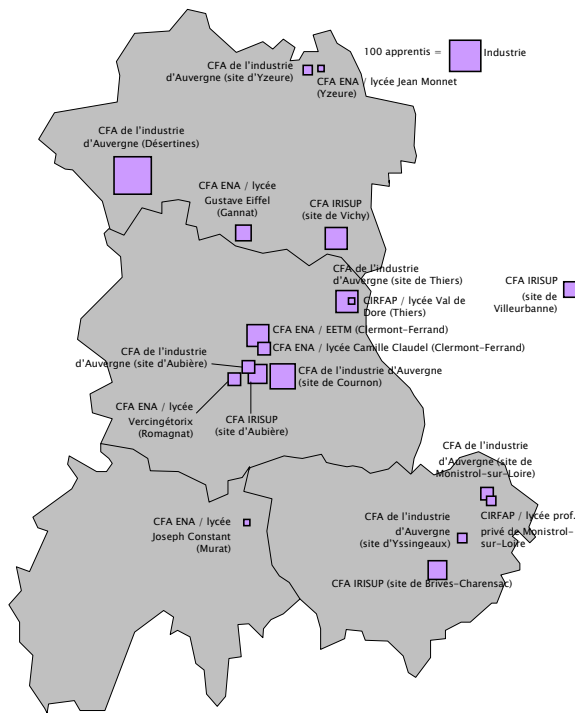 100 apprentis =
Industrie
CFA de l'industrie
d'Auvergne (site d'Yzeure)
CFA ENA / lycée Jean Monnet
(Yzeure)
CFA de l'industrie
d'Auvergne (Désertines)
CFA ENA / lycée
Gustave Eiffel
(Gannat)
CFA IRISUP
(site de Vichy)
CFA de l'industrie
d'Auvergne (site de Thiers)
CIRFAP / lycée Val de
Dore (Thiers)
CFA IRISUP
(site de
Villeurbanne)
CFA ENA / EETM (Clermont-Ferrand)
CFA ENA / lycée Camille Claudel (Clermont-Ferrand)
CFA de l'industrie
d'Auvergne (site d'Aubière)
CFA de l'industrie d'Auvergne
(site de Cournon)
CFA ENA / lycée
Vercingétorix
(Romagnat)
CFA IRISUP
(site d'Aubière)
CFA de l'industrie
d'Auvergne (site de
Monistrol-sur-Loire)
CIRFAP / lycée prof.
privé de Monistrol-
sur-Loire
CFA ENA / lycée
Joseph Constant
(Murat)
CFA de l'industrie
d'Auvergne
(site d'Yssingeaux)
CFA IRISUP (site de Brives-Charensac)